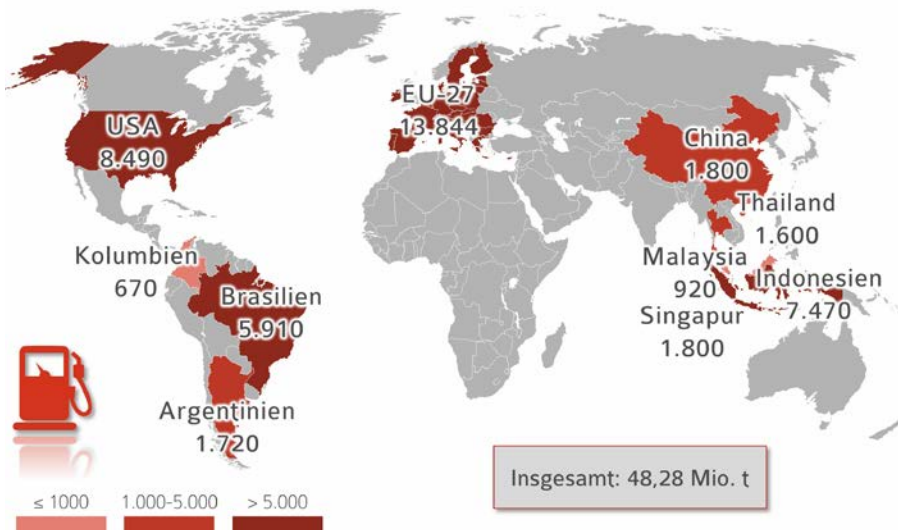 EU-27
13.844
USA
8.490
China
1.800
Thailand
1.600
Kolumbien
670
Malaysia
920
Indonesien
7.470
Brasilien
5.910
Singapur
1.800
Argentinien
1.720
Insgesamt: 48,28 Mio. t
≤ 1000
1.000-5.000
> 5.000